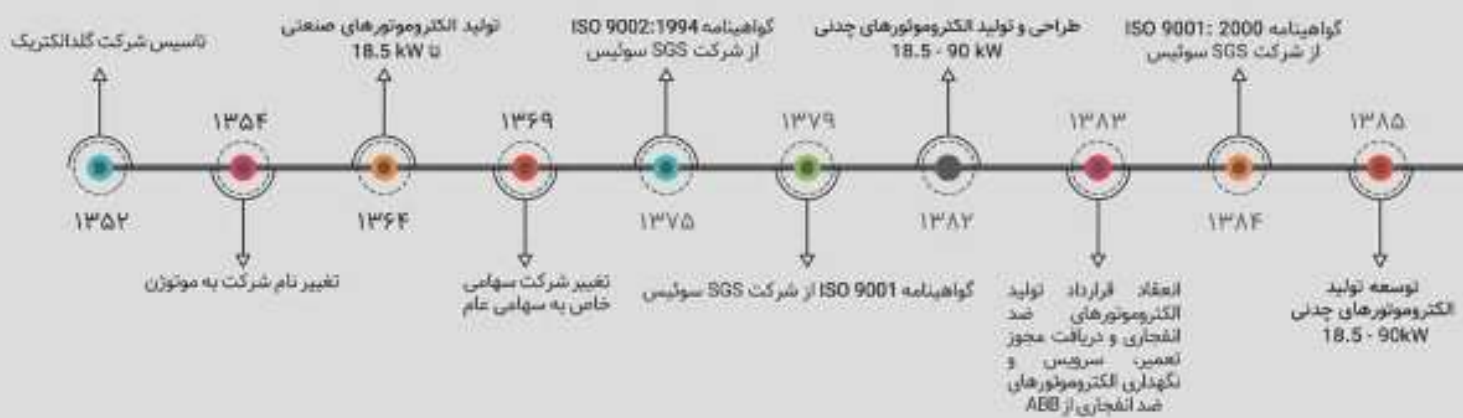 تاسیس شرکت گلدالکتریک
۱۳۵۲
۱۳۵۴
تغییر نام شرکت به موتوژن
تولید الکتروموتورهای صنعتی
تا 18.5 kW
۱۳۶۴
۱۳۶۹
تغییر شرکت سهامی
خاص به سهامی عام
گواهینامه ISO 9002:1994
از شرکت SGS سوئیس
۱۳۷۵
۱۳۷۹
گواهینامه ISO 9001 از شرکت SGS سوئیس
طراحی و تولید الکتروموتورهای چدنی
18.5 - 90 kW
۱۳۸۲
۱۳۸۳
انعقاد قرارداد تولید
الکتروموتورهای ضد
انفجاری و دریافت مجوز
تعمیر، سرویس و
نگهداری الکتروموتورهای
ضد انفجاری از ABB
گواهینامه ISO 9001: 2000
از شرکت SGS سوئیس
۱۳۸۴
۱۳۸۵
توسعه تولید
الکتروموتورهای چدنی
18.5 - 90kW